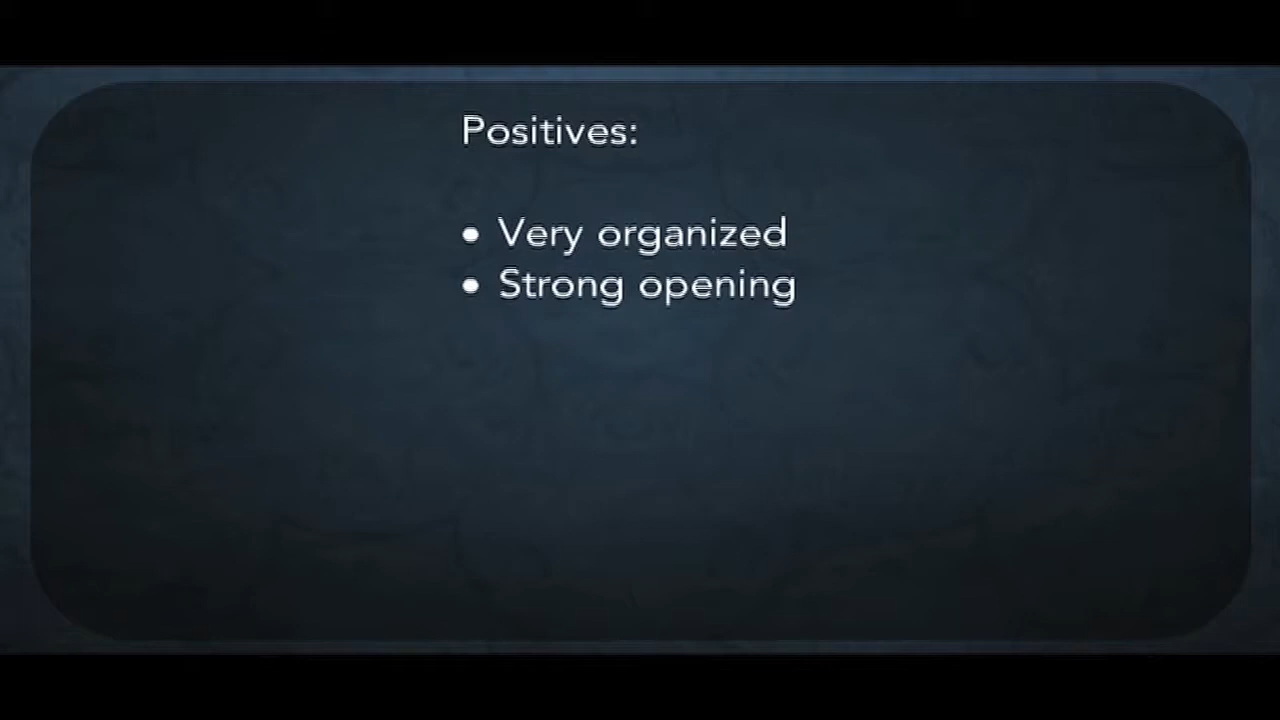 Positives:
• Very organized
• Strong opening